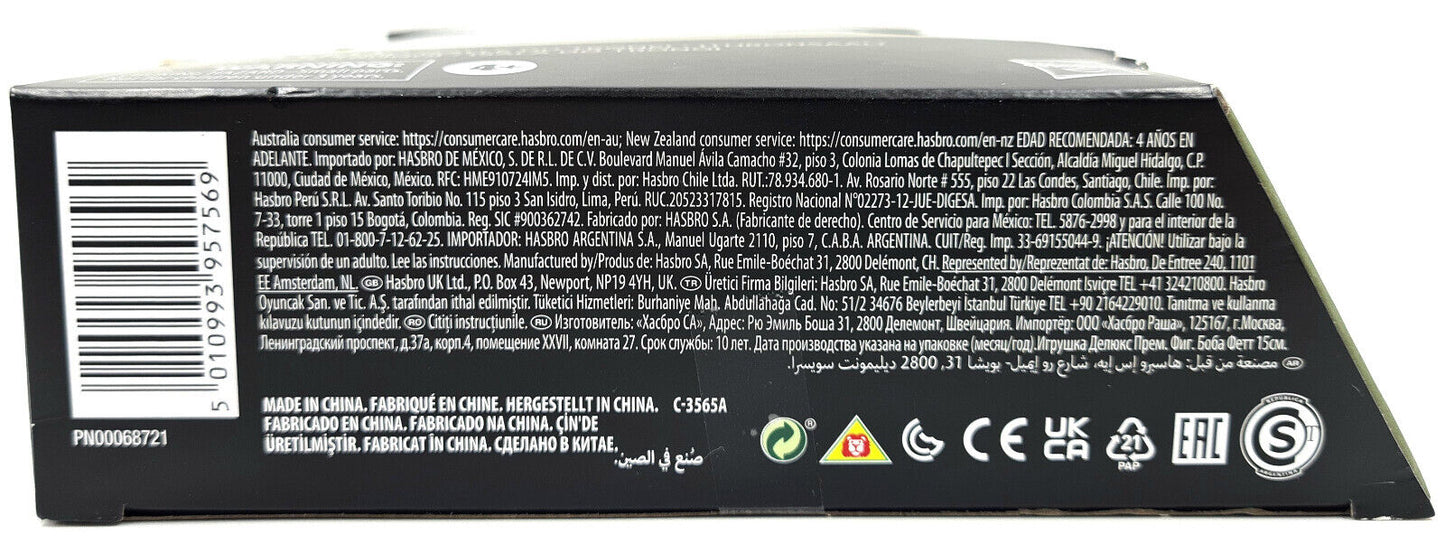 WARNING:
4+
Australia consumer service: https://consumercare.hasbro.com/en-au; New Zealand consumer service: https://consumercare.hasbro.com/en-nz EDAD RECOMENDADA: 4 AÑOS EN
ADELANTE. Importado por: HASBRO DE MÉXICO, S. DE R.L. DE C.V. Boulevard Manuel Ávila Camacho #32, piso 3, Colonia Lomas de Chapultepec I Sección, Alcaldía Miguel Hidalgo, C.P.
11000, Ciudad de México, México. RFC: HME910724IM5. Imp. y dist. por: Hasbro Chile Ltda. RUT.:78.934.680-1. Av. Rosario Norte # 555, piso 22 Las Condes, Santiago, Chile. Imp. por:
Hasbro Perú S.R.L. Av. Santo Toribio No. 115 piso 3 San Isidro, Lima, Perú. RUC.20523317815. Registro Nacional N°02273-12-JUE-DIGESA. Imp. por: Hasbro Colombia S.A.S. Calle 100 No.
7-33, torre 1 piso 15 Bogotá, Colombia. Reg. SIC #900362742. Fabricado por: HASBRO S.A. (Fabricante de derecho). Centro de Servicio para México: TEL. 5876-2998 y para el interior de la
República TEL. 01-800-7-12-62-25. IMPORTADOR: HASBRO ARGENTINA S.A., Manuel Ugarte 2110, piso 7, C.A.B.A. ARGENTINA. CUIT/Reg. Imp. 33-69155044-9. ¡ATENCIÓN! Utilizar bajo la
supervisión de un adulto. Lee las instrucciones. Manufactured by/Produs de: Hasbro SA, Rue Emile-Boéchat 31, 2800 Delémont, CH. Represented by/Reprezentat de: Hasbro, De Entree 240, 1101
EE Amsterdam, NL. GB Hasbro UK Ltd., P.O. Box 43, Newport, NP19 4YH, UK. TR Üretici Firma Bilgileri: Hasbro SA, Rue Emile-Boéchat 31, 2800 Delémont Isviçre TEL+41 324210800. Hasbro
Oyuncak San. ve Tic. A.Ş. tarafından ithal edilmiştir. Tüketici Hizmetleri: Burhaniye Mah. Abdullahağa Cad. No: 51/2 34676 Beylerbeyi İstanbul Türkiye TEL +90 2164229010. Tanıtma ve kullanma
kılavuzu kutunun içindedir. RO Citiți instrucțiunile. RU Изготовитель: «Хасбро СА», Адрес: Рю Эмиль Боша 31, 2800 Делемонт, Швейцария. Импортёр: ООО «Хасбро Раша», 125167, г.Москва,
Ленинградский проспект, д.37а, корп.4, помещение XXVII, комната 27. Срок службы: 10 лет. Дата производства указана на упаковке (месяц/год).Игрушка Делюкс Прем. Фиг. Боба Фетт 15см.
AR مصنعة من قبل: هاسبرو إس إيه، شارع رو إيميل- بويشا 31, 2800 ديليمونت سويسرا.
5 010993 957569
PN00068721
MADE IN CHINA. FABRIQUÉ EN CHINE. HERGESTELLT IN CHINA. C-3565A
FABRICADO EN CHINA. FABRICADO NA CHINA. ÇİN'DE
ÜRETİLMİŞTİR. FABRICAT ÎN CHINA. СДЕЛАНО В КИТАЕ.
صُنع في الصين.
® CE UK CA 21 PAP EAC
REPUBLICA S T ARGENTINA